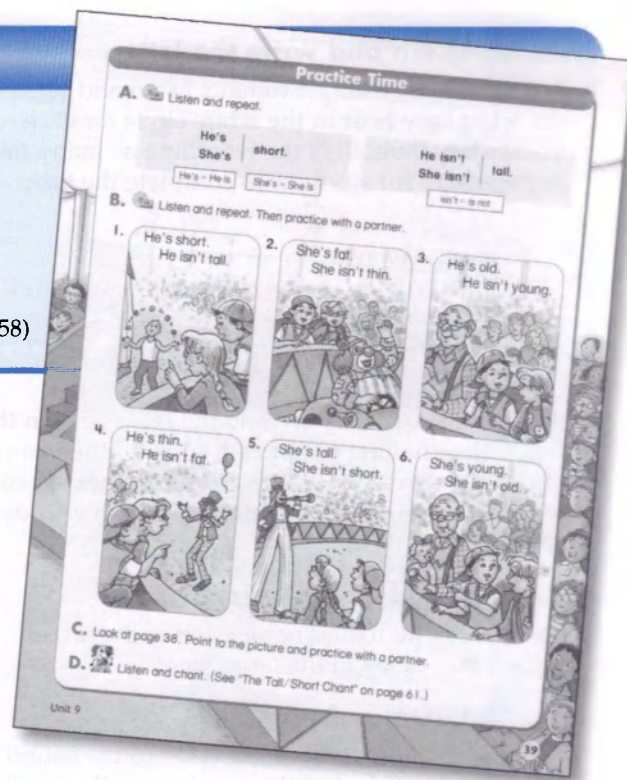 58)
Practice Time
A. Listen and repeat.
He's
She's
short.
He's = He is
She's = She is
He isn't
She isn't
tall.
isn't = is not
B. Listen and repeat. Then practice with a partner.
1. He's short.
He isn't tall.
2. She's fat.
She isn't thin.
3. He's old.
He isn't young.
4. He's thin.
He isn't fat.
5. She's tall.
She isn't short.
6. She's young.
She isn't old.
C. Look at page 38. Point to the picture and practice with a partner.
D. Listen and chant. (See "The Tall/Short Chant" on page 61.)
Unit 9
39